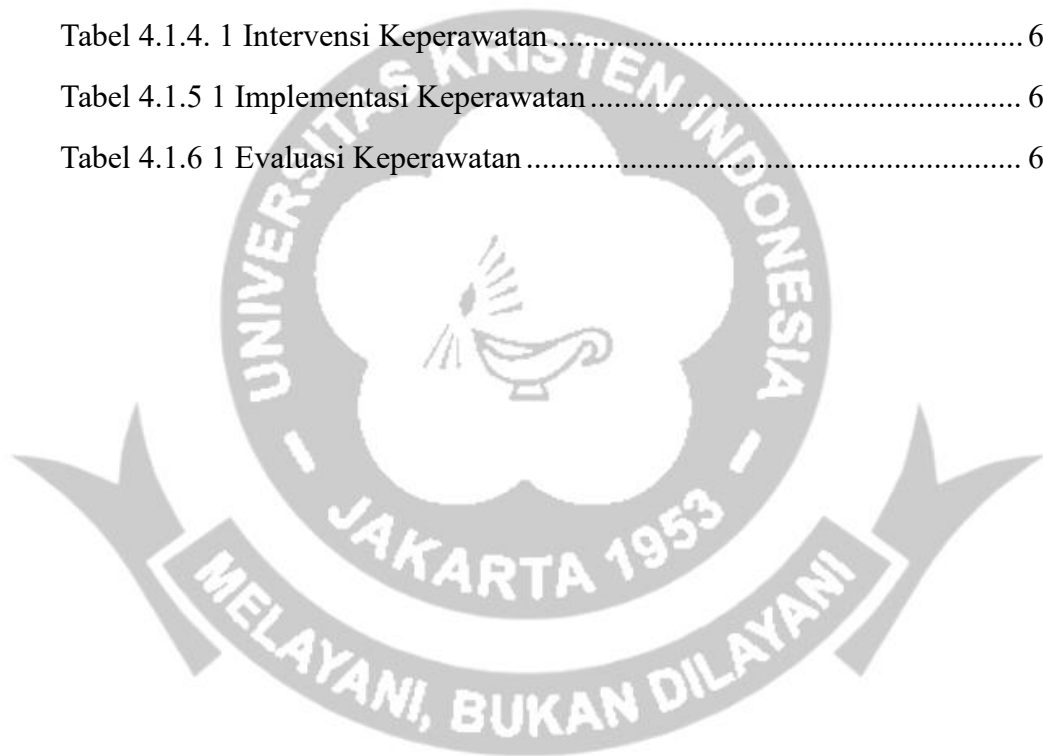 Tabel 4.1.4. 1 Intervensi Keperawatan ........................................................... 6
Tabel 4.1.5 1 Implementasi Keperawatan ...................................................... 6
Tabel 4.1.6 1 Evaluasi Keperawatan .............................................................. 6
UNIVERSITAS KRISTEN INDONESIA
- JAKARTA 1953 -
MELAYANI, BUKAN DILAYANI